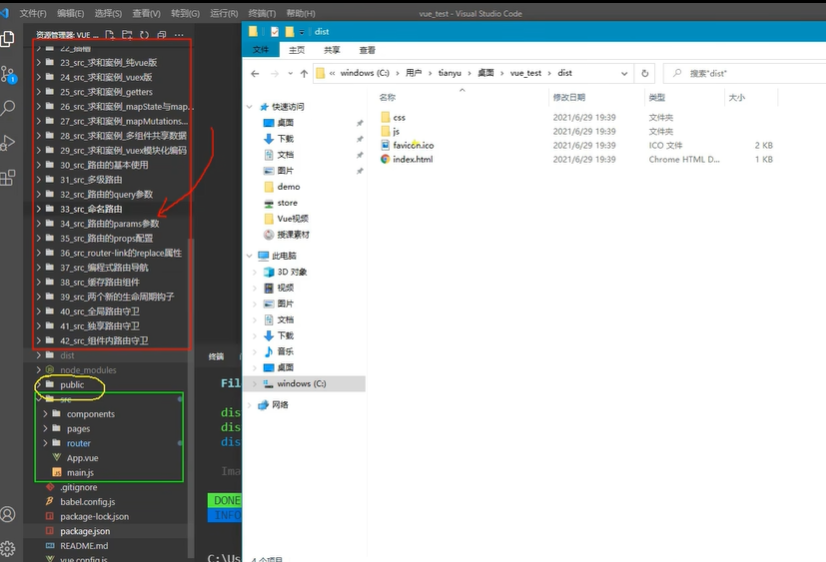 文件(F) 编辑(E) 选择(S) 查看(V) 转到(G) 运行(R) 终端(T) 帮助(H) vue_test - Visual Studio Code
资源管理器: VUE ...
22_src_插槽
23_src_求和案例_纯vue版
24_src_求和案例_vuex版
25_src_求和案例_getters
26_src_求和案例_mapState与map...
27_src_求和案例_mapMutations...
28_src_求和案例_多组件共享数据
29_src_求和案例_vuex模块化编码
30_src_路由的基本使用
31_src_多级路由
32_src_路由的query参数
33_src_命名路由
34_src_路由的params参数
35_src_路由的props配置
36_src_router-link的replace属性
37_src_编程式路由导航
38_src_缓存路由组件
39_src_两个新的生命周期钩子
40_src_全局路由守卫
41_src_独享路由守卫
42_src_组件内路由守卫
dist
node_modules
public
src
components
pages
router
App.vue
main.js
.gitignore
babel.config.js
package-lock.json
package.json
README.md
vue.config.js
1
终端
Fil
dis
dis
dis
Ima
DONE
INFO
C:\Us
dist
文件 主页 共享 查看
« windows (C:) › 用户 › tianyu › 桌面 › vue_test › dist
搜索"dist"
名称 修改日期 类型 大小
css 2021/6/29 19:39 文件夹
js 2021/6/29 19:39 文件夹
favicon.ico 2021/6/29 19:39 ICO 文件 2 KB
index.html 2021/6/29 19:39 Chrome HTML D... 1 KB
快速访问
桌面
下载
文档
图片
demo
store
Vue视频
授课素材
此电脑
3D 对象
视频
图片
文档
下载
音乐
桌面
windows (C:)
网络
4 个项目